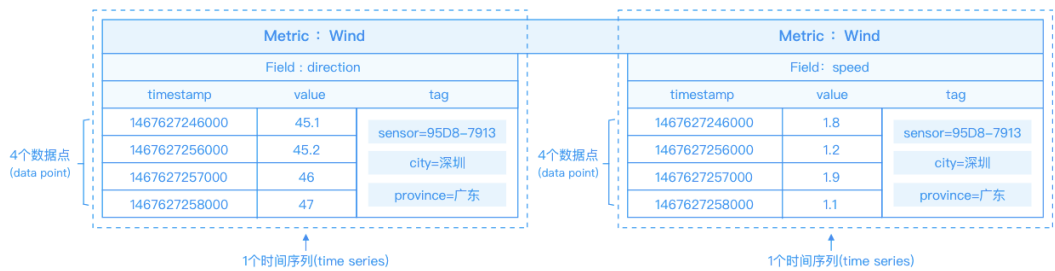 Metric：Wind
Field : direction
timestamp value tag
4个数据点
(data point)
1467627246000 45.1
1467627256000 45.2
1467627257000 46
1467627258000 47
sensor=95D8-7913
city=深圳
province=广东
1个时间序列(time series)
Metric：Wind
Field： speed
timestamp value tag
4个数据点
(data point)
1467627246000 1.8
1467627256000 1.2
1467627257000 1.9
1467627258000 1.1
sensor=95D8-7913
city=深圳
province=广东
1个时间序列(time series)